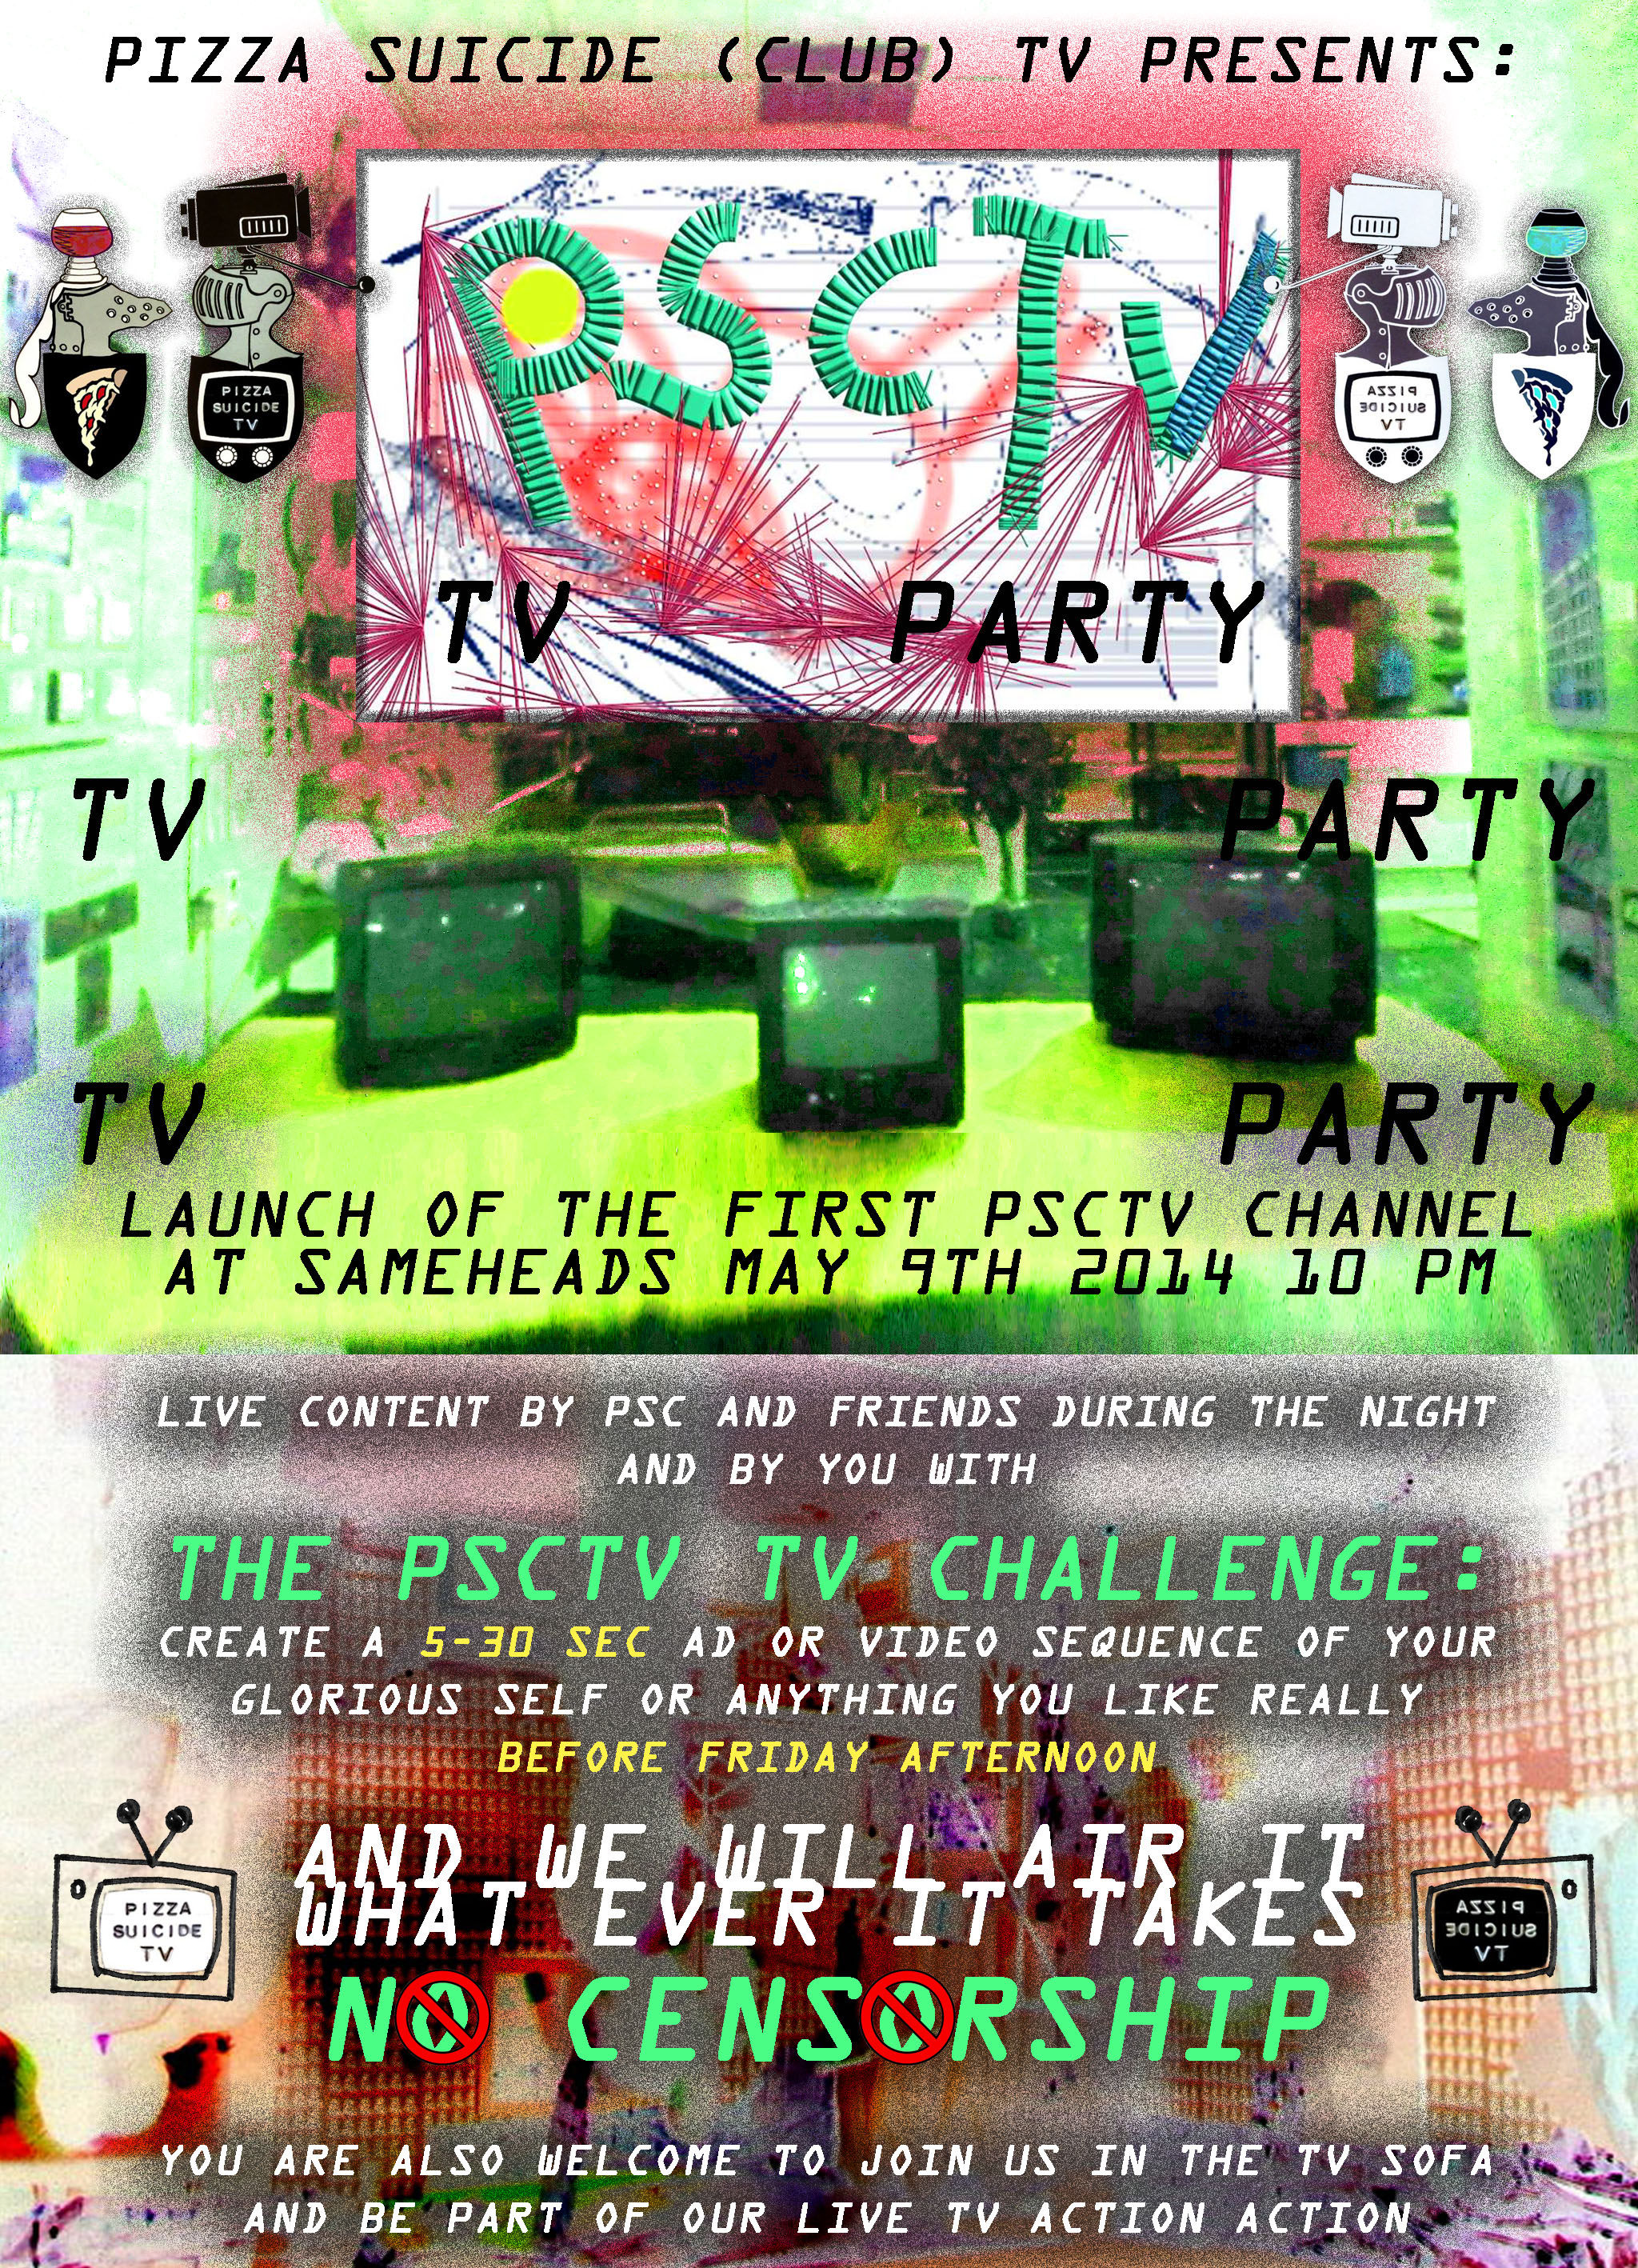 PIZZA SUICIDE (CLUB) TV PRESENTS:
PSCTV
PIZZA
SUICIDE
TV
PIZZA
SUICIDE
TV
TV PARTY
TV PARTY
TV PARTY
LAUNCH OF THE FIRST PSCTV CHANNEL
AT SAMEHEADS MAY 9TH 2014 10 PM
LIVE CONTENT BY PSC AND FRIENDS DURING THE NIGHT
AND BY YOU WITH
THE PSCTV TV CHALLENGE:
CREATE A 5-30 SEC AD OR VIDEO SEQUENCE OF YOUR
GLORIOUS SELF OR ANYTHING YOU LIKE REALLY
BEFORE FRIDAY AFTERNOON
AND WE WILL AIR IT
WHAT EVER IT TAKES
PIZZA
SUICIDE
TV
PIZZA
SUICIDE
TV
NO CENSORSHIP
YOU ARE ALSO WELCOME TO JOIN US IN THE TV SOFA
AND BE PART OF OUR LIVE TV ACTION ACTION